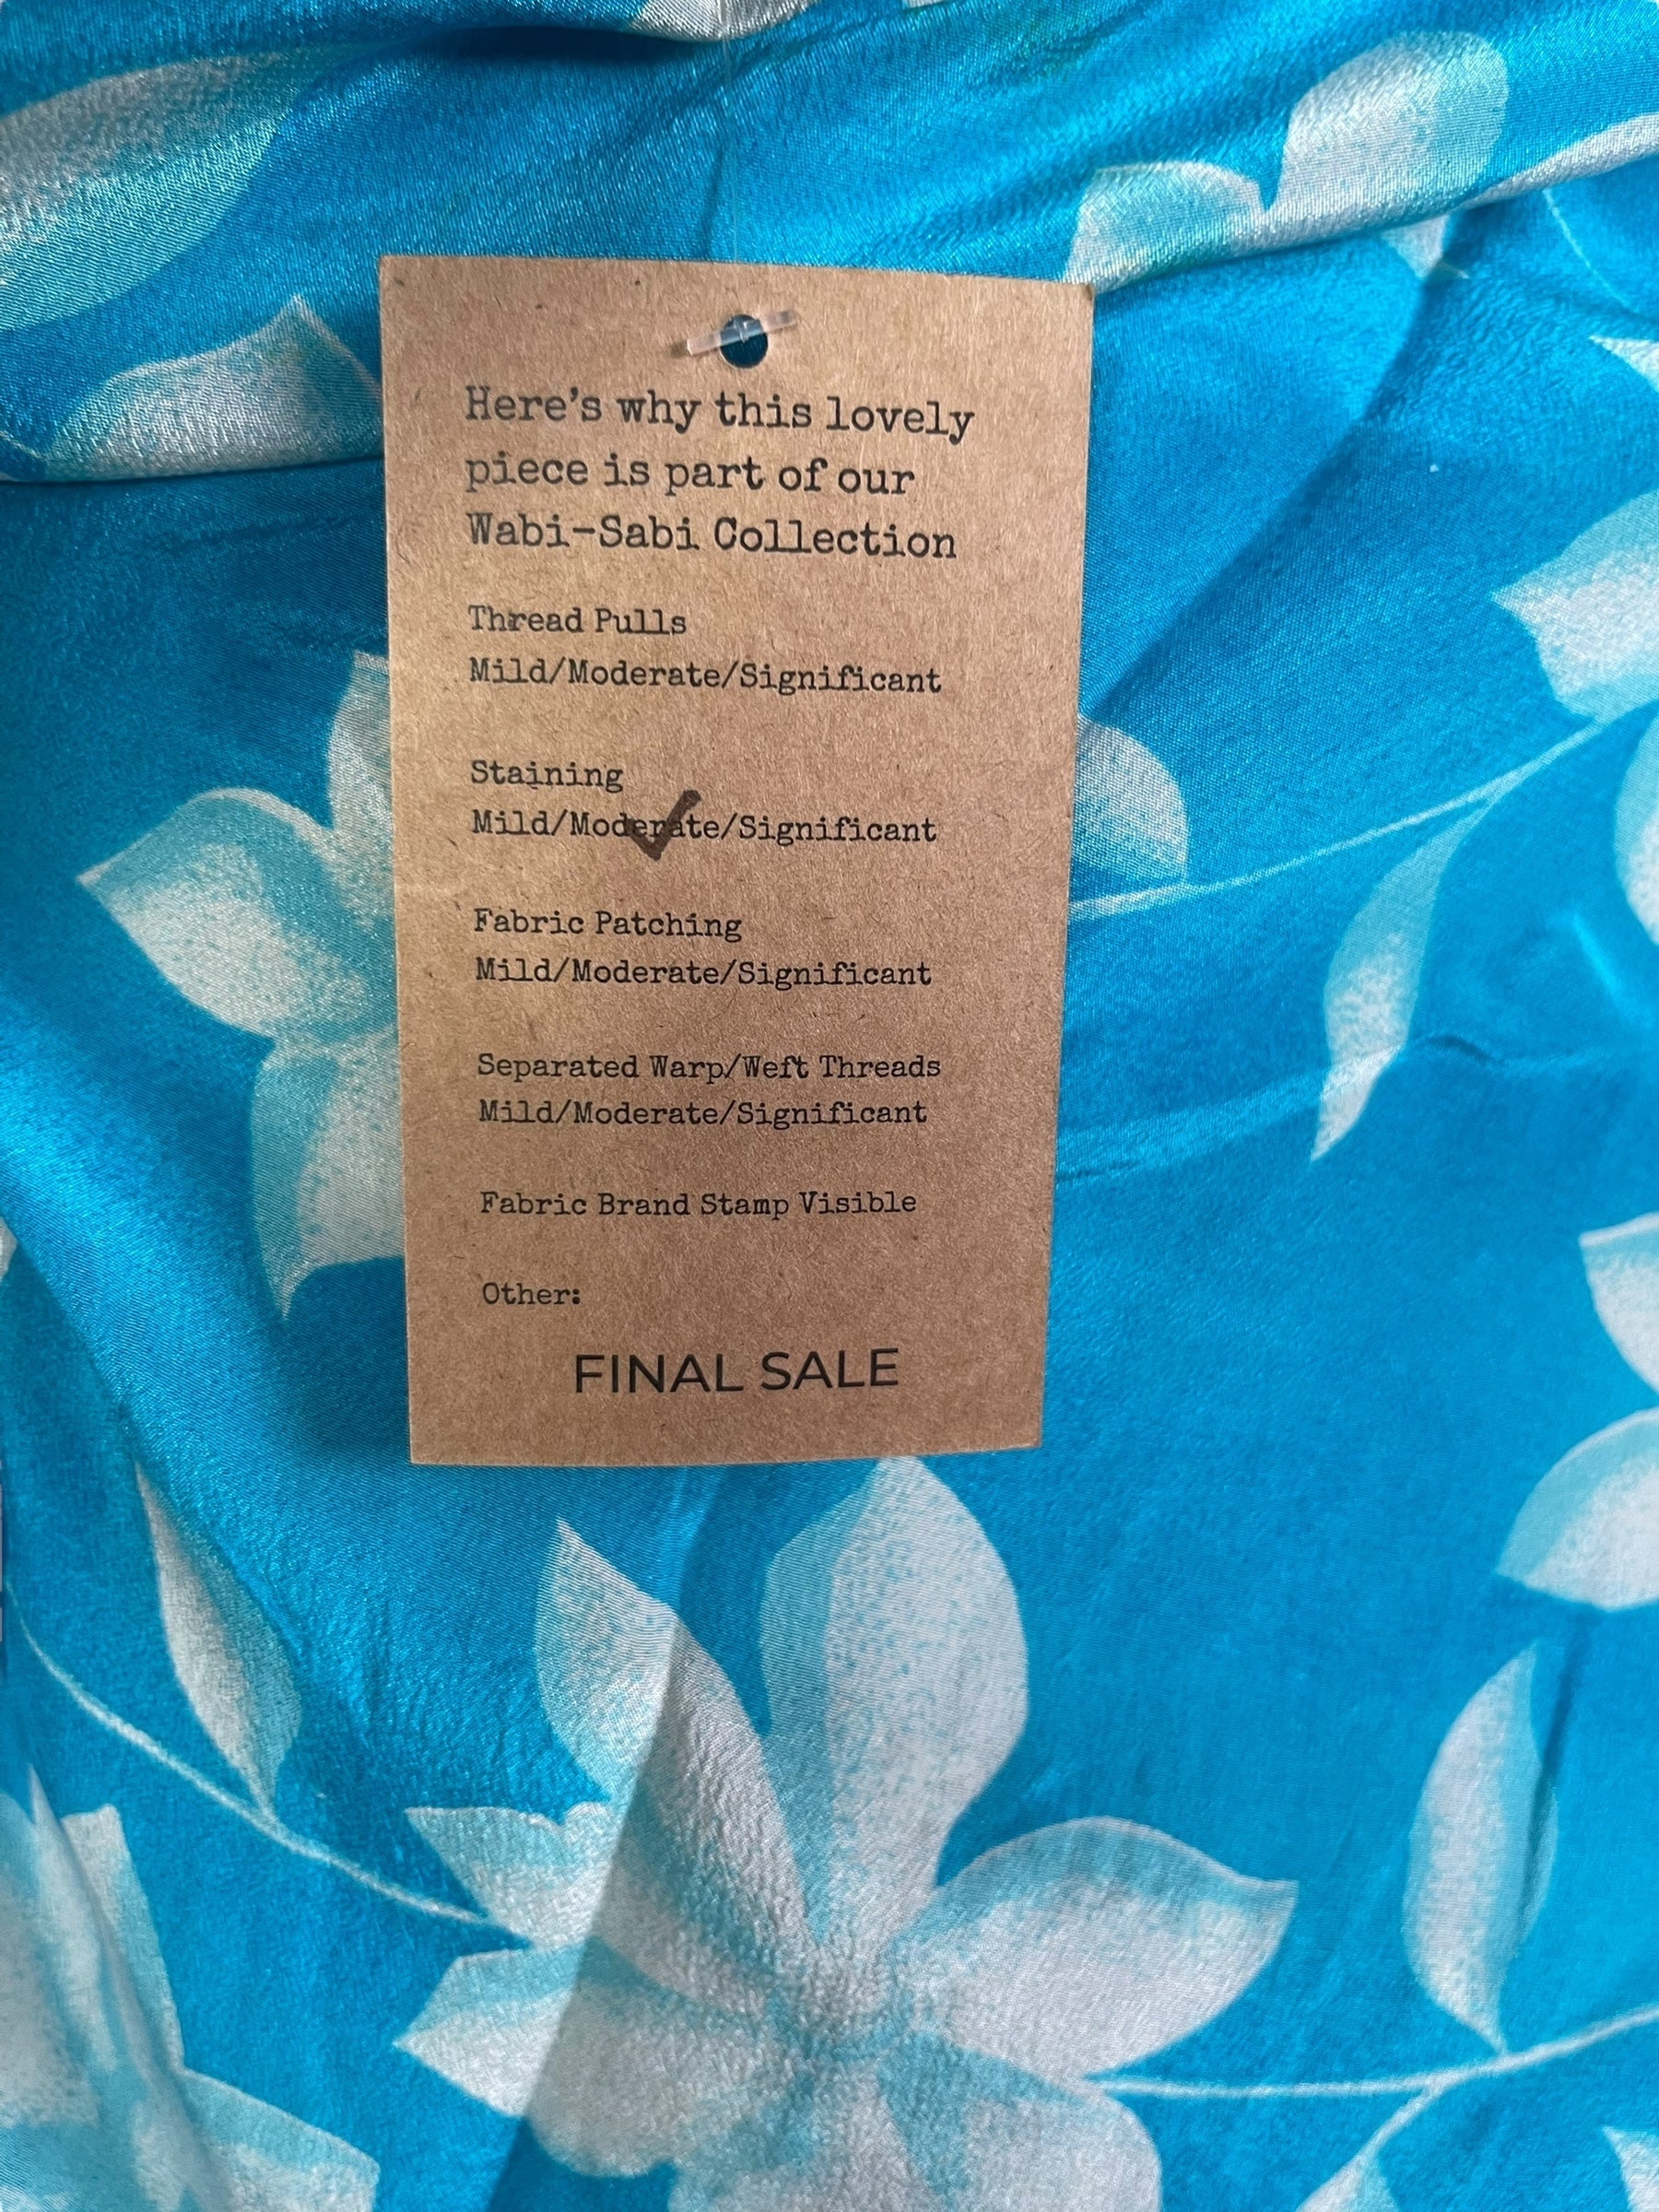 Here's why this lovely
piece is part of our
Wabi-Sabi Collection
Thread Pulls
Mild/Moderate/Significant
Staining
Mild/Moderate/Significant
Fabric Patching
Mild/Moderate/Significant
Separated Warp/Weft Threads
Mild/Moderate/Significant
Fabric Brand Stamp Visible
Other:
FINAL SALE